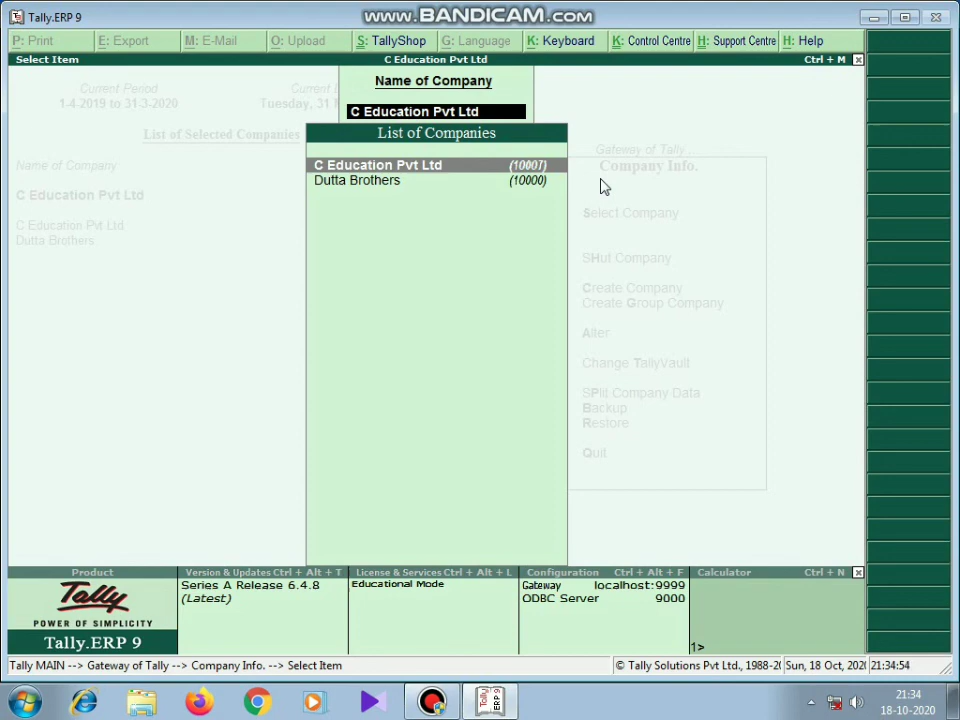 Tally.ERP 9
www.BANDICAM.com
P: Print
E: Export
M: E-Mail
O: Upload
S: TallyShop
G: Language
K: Keyboard
K: Control Centre
H: Support Centre
H: Help
Select Item
C Education Pvt Ltd
Ctrl + M
Current Period
1-4-2019 to 31-3-2020
Tuesday, 31
List of Selected Companies
Name of Company
C Education Pvt Ltd
C Education Pvt Ltd
Dutta Brothers
Name of Company
C Education Pvt Ltd
List of Companies
C Education Pvt Ltd (10007)
Dutta Brothers (10000)
Gateway of Tally .
Company Info.
Select Company
SHut Company
Create Company
Create Group Company
Alter
Change TallyVault
SPlit Company Data
Backup
Restore
Quit
Product
Tally
POWER OF SIMPLICITY
Tally.ERP 9
Version & Updates Ctrl + Alt + T
Series A Release 6.4.8
(Latest)
License & Services Ctrl + Alt + L
Educational Mode
Configuration Ctrl + Alt + F
Gateway localhost:9999
ODBC Server 9000
Calculator Ctrl + N
1>
Tally MAIN --> Gateway of Tally --> Company Info. --> Select Item
© Tally Solutions Pvt Ltd., 1988-20
Sun, 18 Oct, 2020
21:34:54
Tally
ERP 9
21:34
18-10-2020